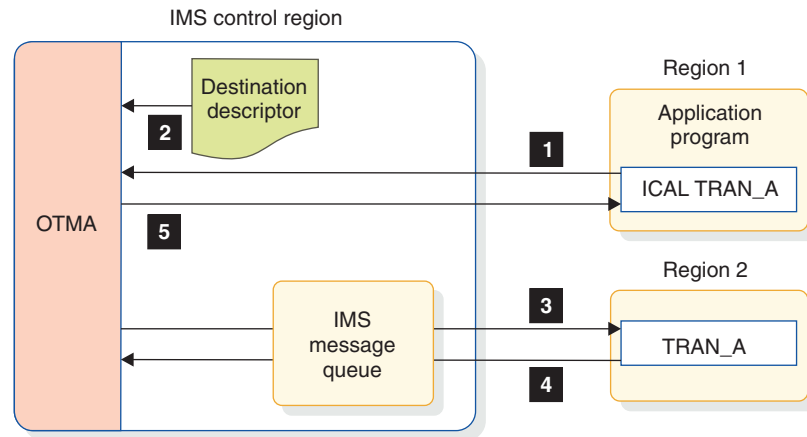 IMS control region
Destination
descriptor
2
Region 1
Application
program
1
ICAL TRAN_A
OTMA
5
Region 2
IMS
message
queue
3
TRAN_A
4